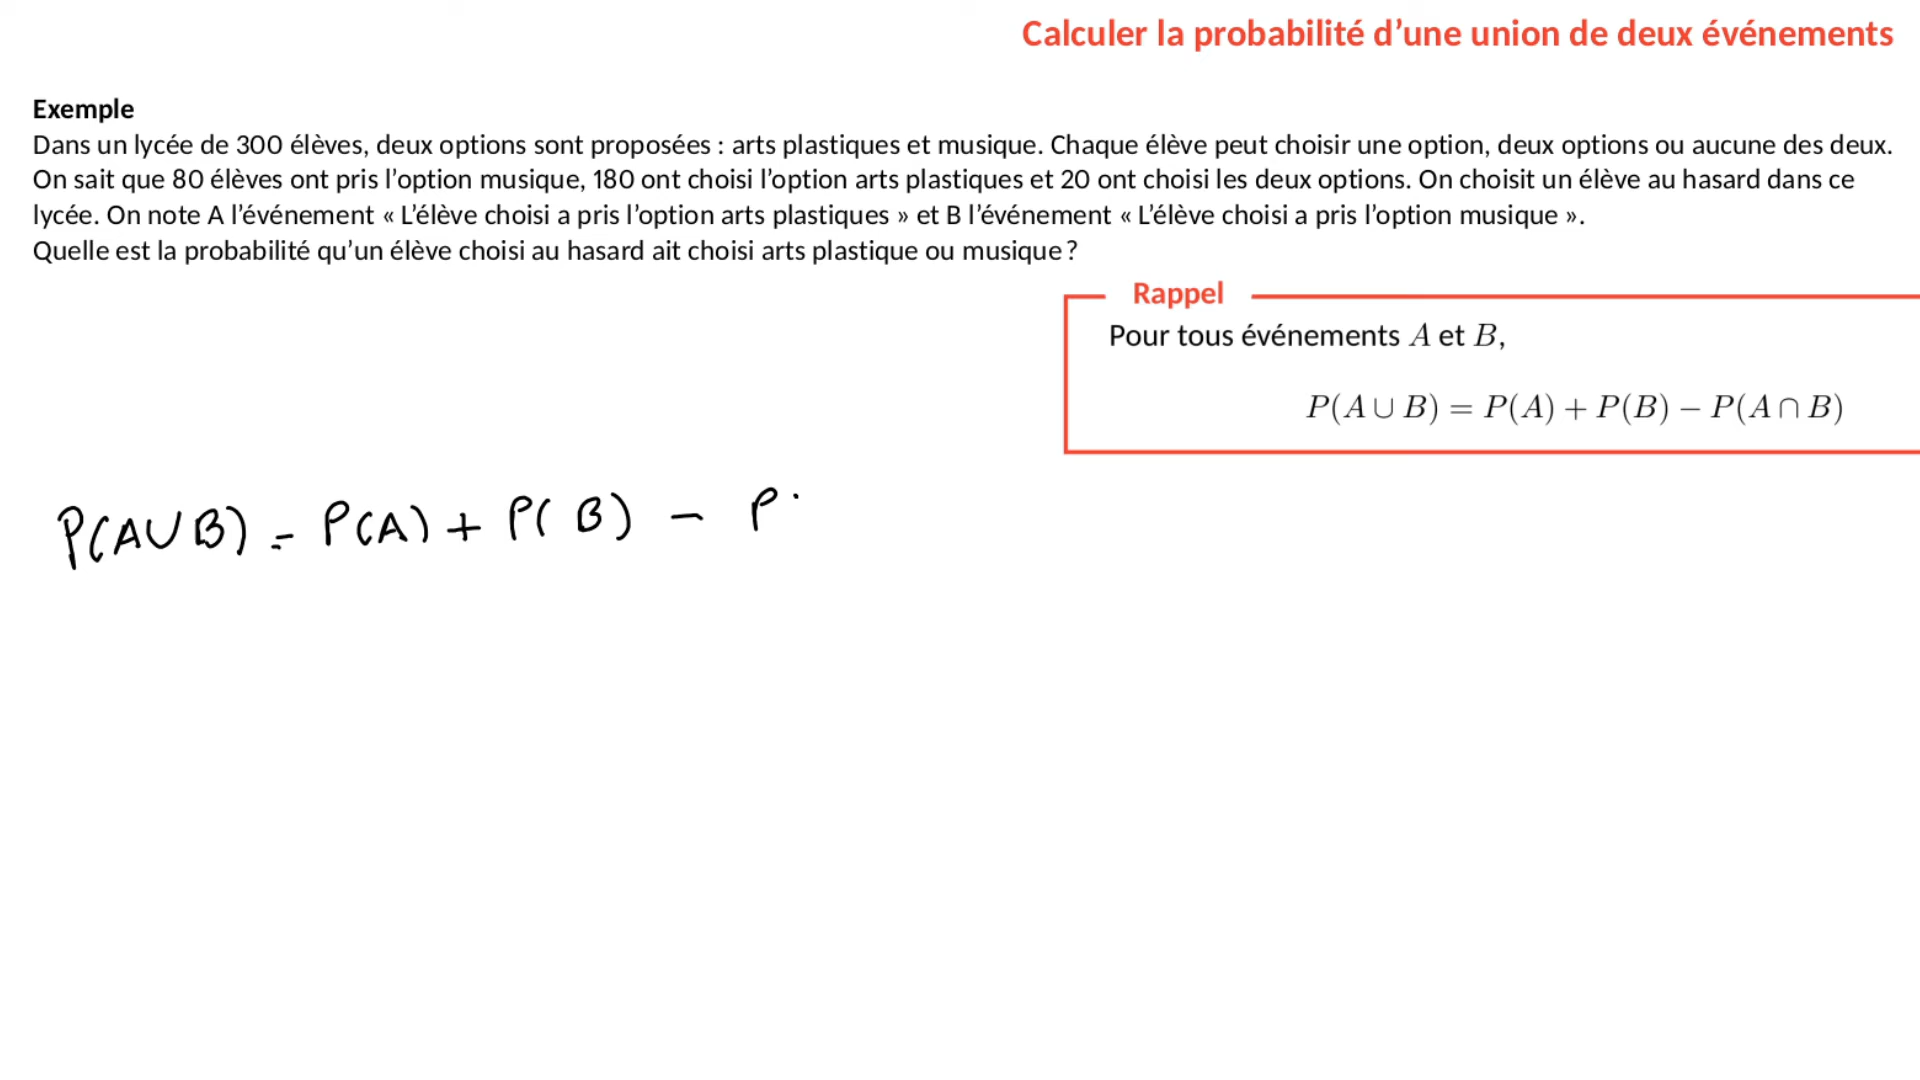 Calculer la probabilité d’une union de deux événements
Exemple
Dans un lycée de 300 élèves, deux options sont proposées : arts plastiques et musique. Chaque élève peut choisir une option, deux options ou aucune des deux.
On sait que 80 élèves ont pris l’option musique, 180 ont choisi l’option arts plastiques et 20 ont choisi les deux options. On choisit un élève au hasard dans ce
lycée. On note A l’événement « L’élève choisi a pris l’option arts plastiques » et B l’événement « L’élève choisi a pris l’option musique ».
Quelle est la probabilité qu’un élève choisi au hasard ait choisi arts plastique ou musique ?
Rappel
Pour tous événements A et B,
P(A ∪ B) = P(A) + P(B) − P(A ∩ B)
P(A∪B) = P(A) + P(B) − P